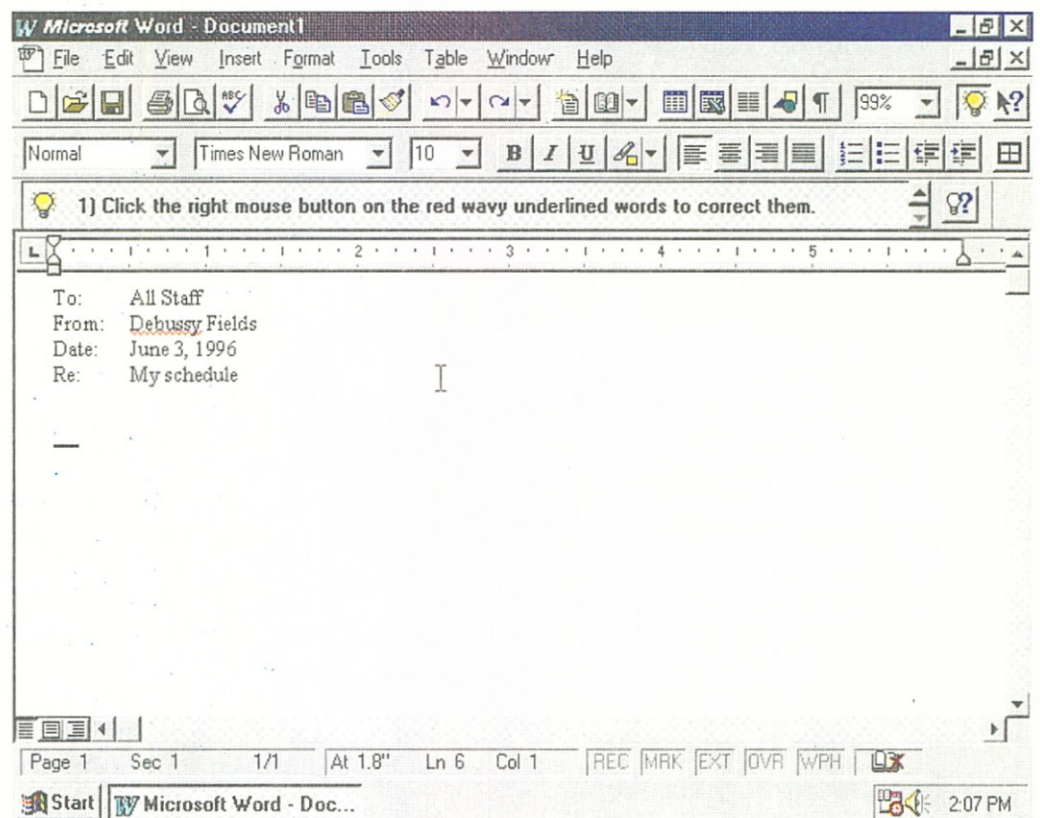 Microsoft Word - Document1
File Edit View Insert Format Tools Table Window Help
ABC 99% ?
Normal Times New Roman 10 B I U
1) Click the right mouse button on the red wavy underlined words to correct them. ?
1 2 3 4 5
To: All Staff
From: Debussy Fields
Date: June 3, 1996
Re: My schedule
Page 1 Sec 1 1/1 At 1.8" Ln 6 Col 1 REC MRK EXT OVR WPH
Start Microsoft Word - Doc... 2:07 PM